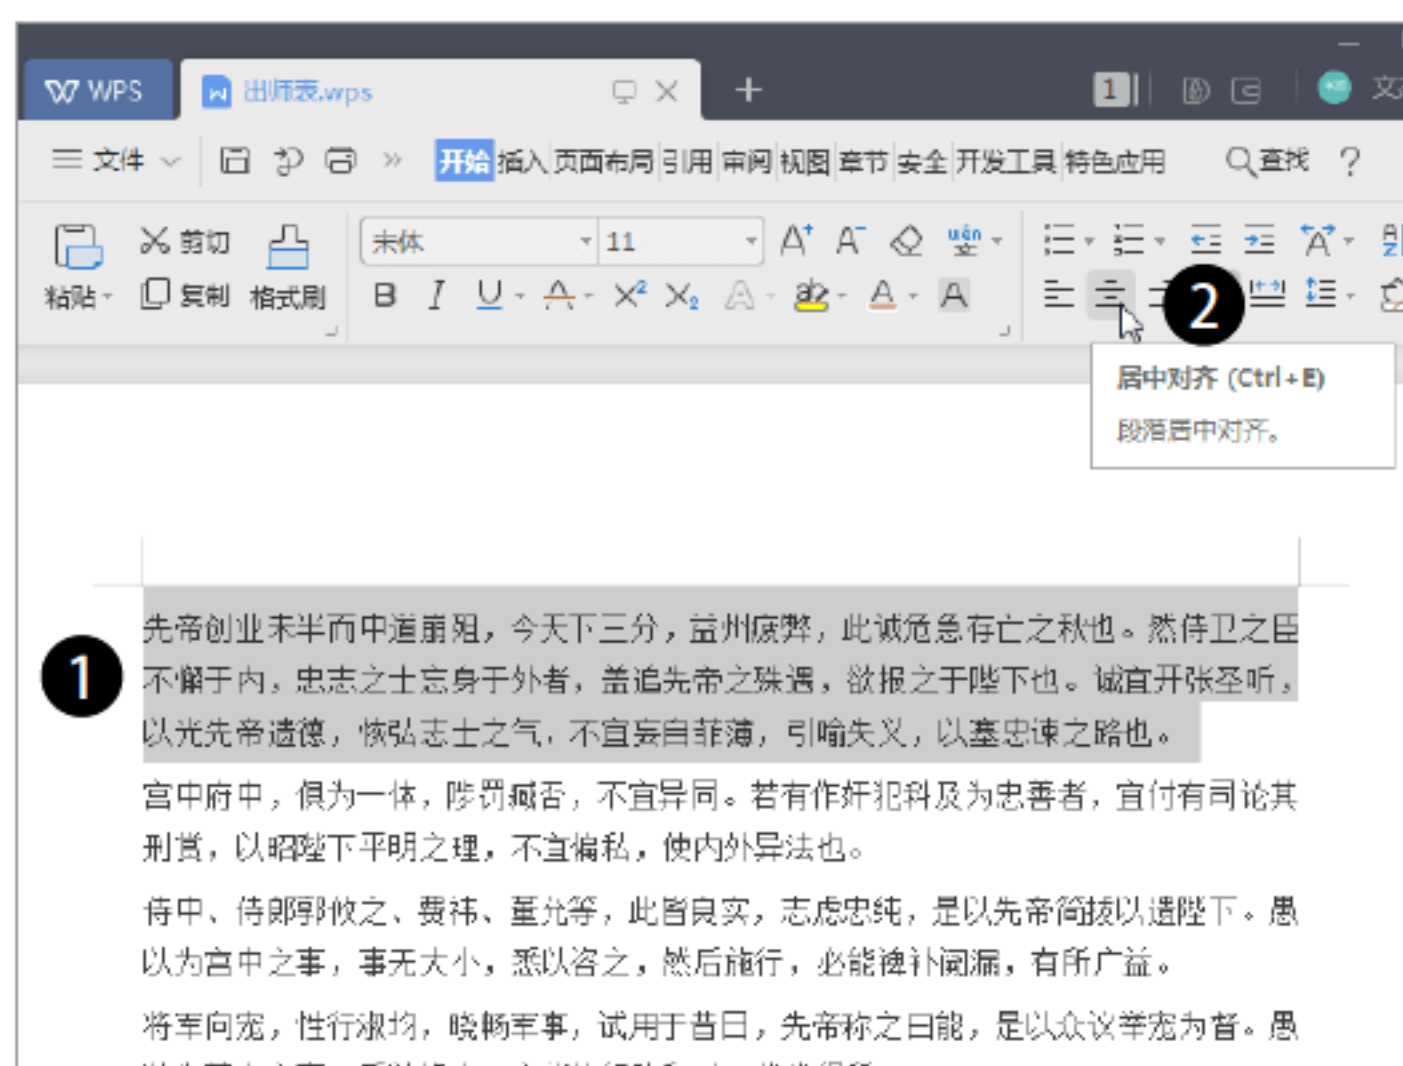 WPS 出师表.wps 1
文件 开始 插入 页面布局 引用 审阅 视图 章节 安全 开发工具 特色应用 查找 ?
剪切 宋体 11 A⁺ A⁻ wén 文
粘贴 复制 格式刷 B I U A X² X₂ A ab A A
2
居中对齐 (Ctrl+E)
段落居中对齐。
先帝创业未半而中道崩殂，今天下三分，益州疲弊，此诚危急存亡之秋也。然侍卫之臣
1 不懈于内，忠志之士忘身于外者，盖追先帝之殊遇，欲报之于陛下也。诚宜开张圣听，
以光先帝遗德，恢弘志士之气，不宜妄自菲薄，引喻失义，以塞忠谏之路也。
宫中府中，俱为一体，陟罚臧否，不宜异同。若有作奸犯科及为忠善者，宜付有司论其
刑赏，以昭陛下平明之理，不宜偏私，使内外异法也。
侍中、侍郎郭攸之、费祎、董允等，此皆良实，志虑忠纯，是以先帝简拔以遗陛下。愚
以为宫中之事，事无大小，悉以咨之，然后施行，必能裨补阙漏，有所广益。
将军向宠，性行淑均，晓畅军事，试用于昔日，先帝称之曰能，是以众议举宠为督。愚